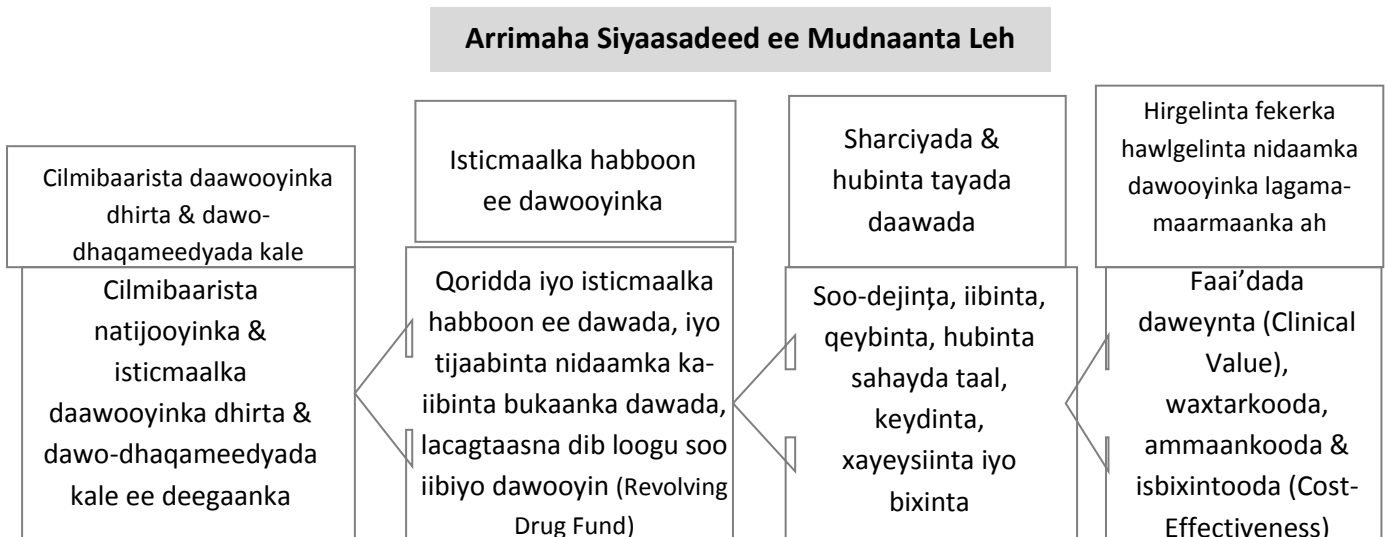 Arrimaha Siyaasadeed ee Mudnaanta Leh
Cilmibaarista daawooyinka
dhirta & dawo-
dhaqameedyada kale
Cilmibaarista
natijooyinka &
isticmaalka
daawooyinka dhirta &
dawo-dhaqameedyada
kale ee deegaanka
Isticmaalka habboon
ee dawooyinka
Qoridda iyo isticmaalka
habboon ee dawada, iyo
tijaabinta nidaamka ka-
iibinta bukaanka dawada,
lacagtaasna dib loogu soo
iibiyo dawooyin (Revolving
Drug Fund)
Sharciyada &
hubinta tayada
daawada
Soo-dejinţa, iibinta,
qeybinta, hubinta
sahayda taal,
keydinta,
xayeysiinta iyo
bixinta
Hirgelinta fekerka
hawlgelinta nidaamka
dawooyinka lagama-
maarmaanka ah
Faai’dada
daweynta (Clinical
Value),
waxtarkooda,
ammaankooda &
isbixintooda (Cost-
Effectiveness)